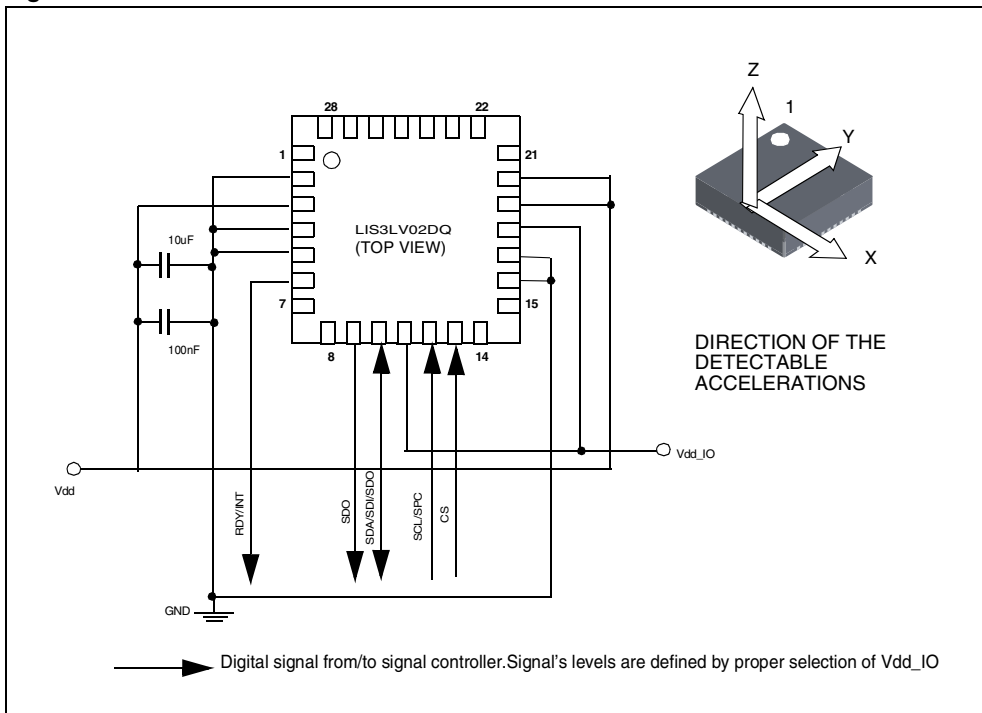 28
22
1
21
LIS3LV02DQ
(TOP VIEW)
10uF
7
15
100nF
8
14
Z
1
Y
X
DIRECTION OF THE
DETECTABLE
ACCELERATIONS
Vdd_IO
Vdd
RDY/INT
SDO
SDA/SDI/SDO
SCL/SPC
CS
GND
Digital signal from/to signal controller.Signal's levels are defined by proper selection of Vdd_IO